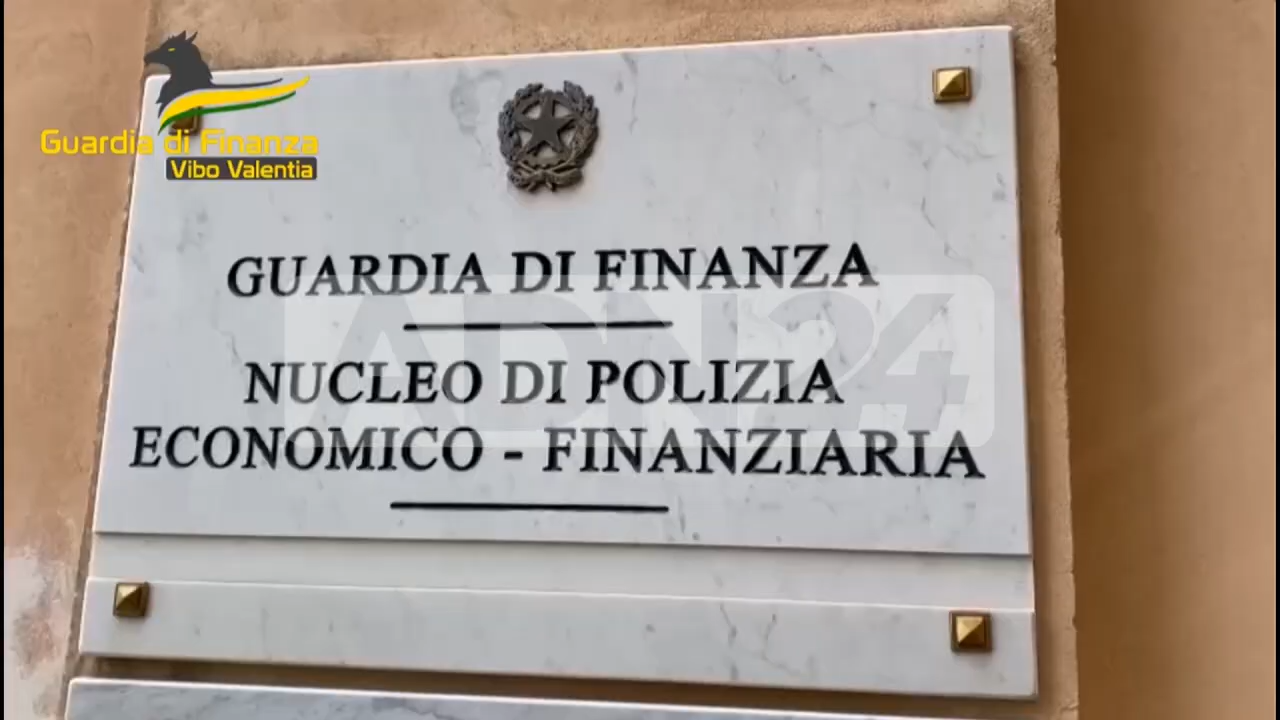 Guardia di Finanza
Vibo Valentia
GUARDIA DI FINANZA
NUCLEO DI POLIZIA
ECONOMICO - FINANZIARIA
ADN24